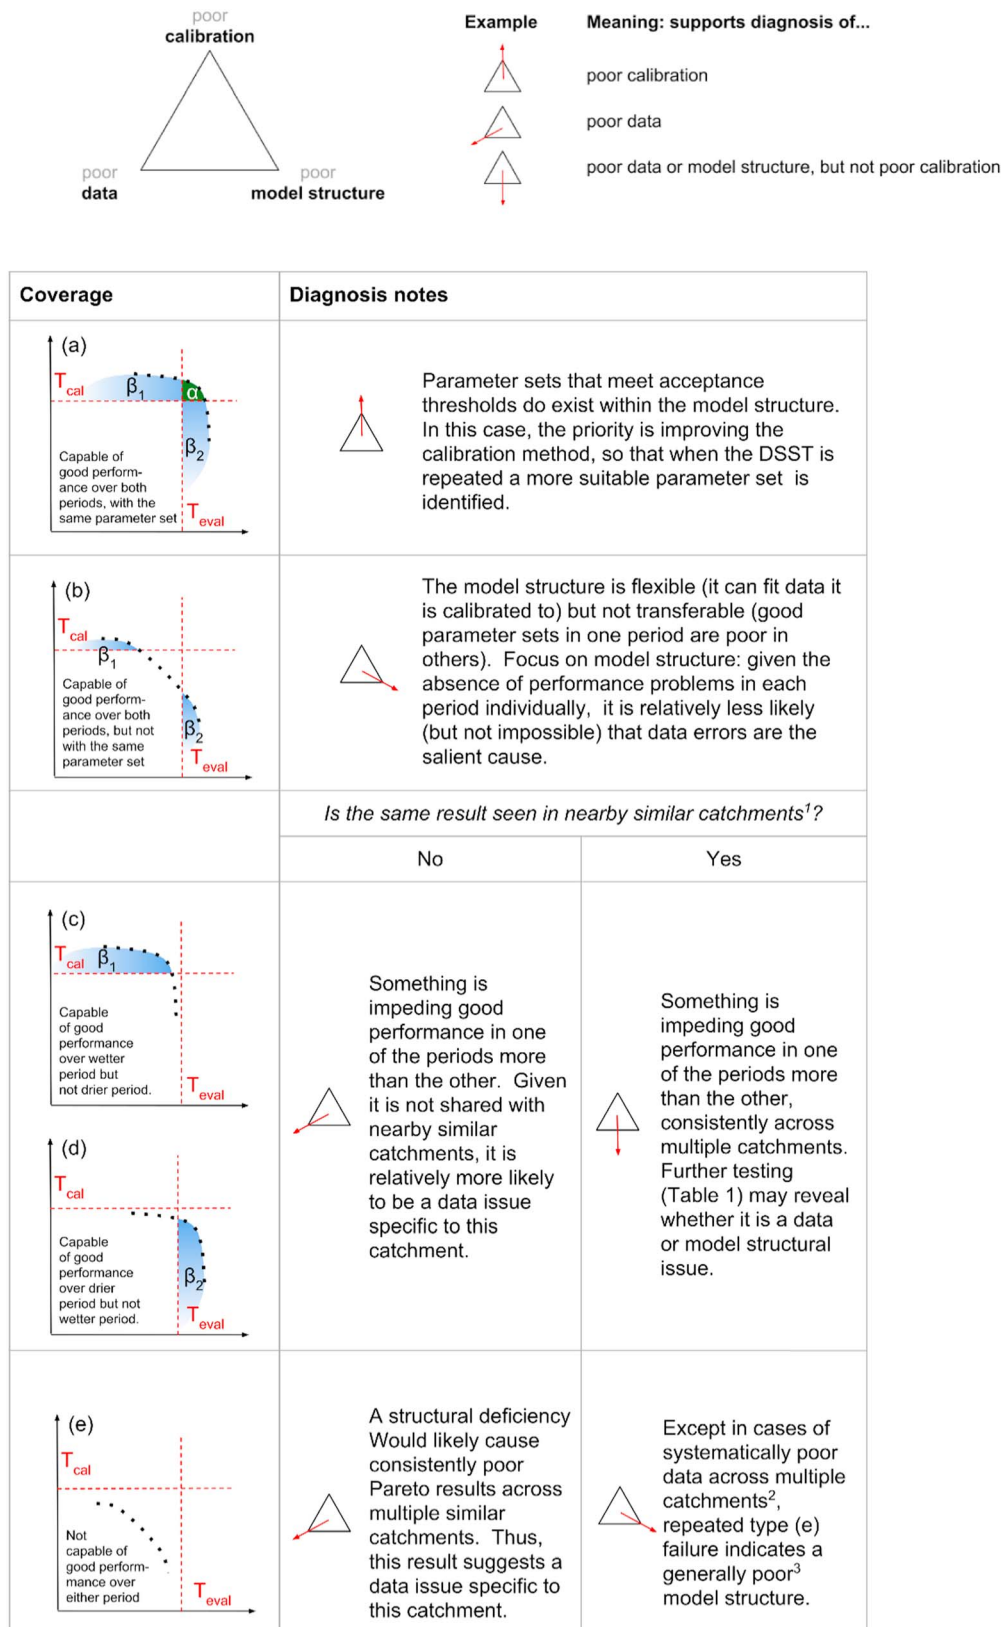 poor
calibration
poor
data
poor
model structure
Example
Meaning: supports diagnosis of...
poor calibration
poor data
poor data or model structure, but not poor calibration
Coverage
Diagnosis notes
(a)
Tcal
β1
α
β2
Capable of
good perform-
ance over both
periods, with the
same parameter set
Teval
Parameter sets that meet acceptance
thresholds do exist within the model structure.
In this case, the priority is improving the
calibration method, so that when the DSST is
repeated a more suitable parameter set is
identified.
(b)
Tcal
β1
Capable of
good perform-
ance over both
periods, but not
with the same
parameter set
β2
Teval
The model structure is flexible (it can fit data it
is calibrated to) but not transferable (good
parameter sets in one period are poor in
others). Focus on model structure: given the
absence of performance problems in each
period individually, it is relatively less likely
(but not impossible) that data errors are the
salient cause.
Is the same result seen in nearby similar catchments¹?
No
Yes
(c)
Tcal
β1
Capable
of good
performance
over wetter
period but
not drier period.
Teval
(d)
Tcal
Capable
of good
performance
over drier
period but not
wetter period.
β2
Teval
Something is
impeding good
performance in one
of the periods more
than the other. Given
it is not shared with
nearby similar
catchments, it is
relatively more likely
to be a data issue
specific to this
catchment.
Something is
impeding good
performance in one
of the periods more
than the other,
consistently across
multiple catchments.
Further testing
(Table 1) may reveal
whether it is a data
or model structural
issue.
(e)
Tcal
Not
capable of
good perform-
mance over
either period
Teval
A structural deficiency
Would likely cause
consistently poor
Pareto results across
multiple similar
catchments. Thus,
this result suggests a
data issue specific to
this catchment.
Except in cases of
systematically poor
data across multiple
catchments²,
repeated type (e)
failure indicates a
generally poor³
model structure.